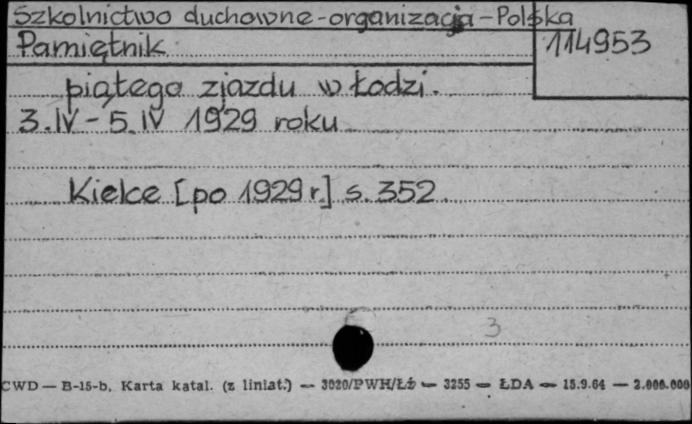 Szkolnictwo duchowne-organizacja-Polska
Pamiętnik
114953
piątego zjazdu w Łodzi.
3.IV-5.IV 1929 roku
Kielce [po 1929 r.] s. 352.
3
CWD — B-15-b, Karta katal. (z liniat.) — 3020/PWH/Łż — 3255 — ŁDA — 15.9.64 — 2.000.000